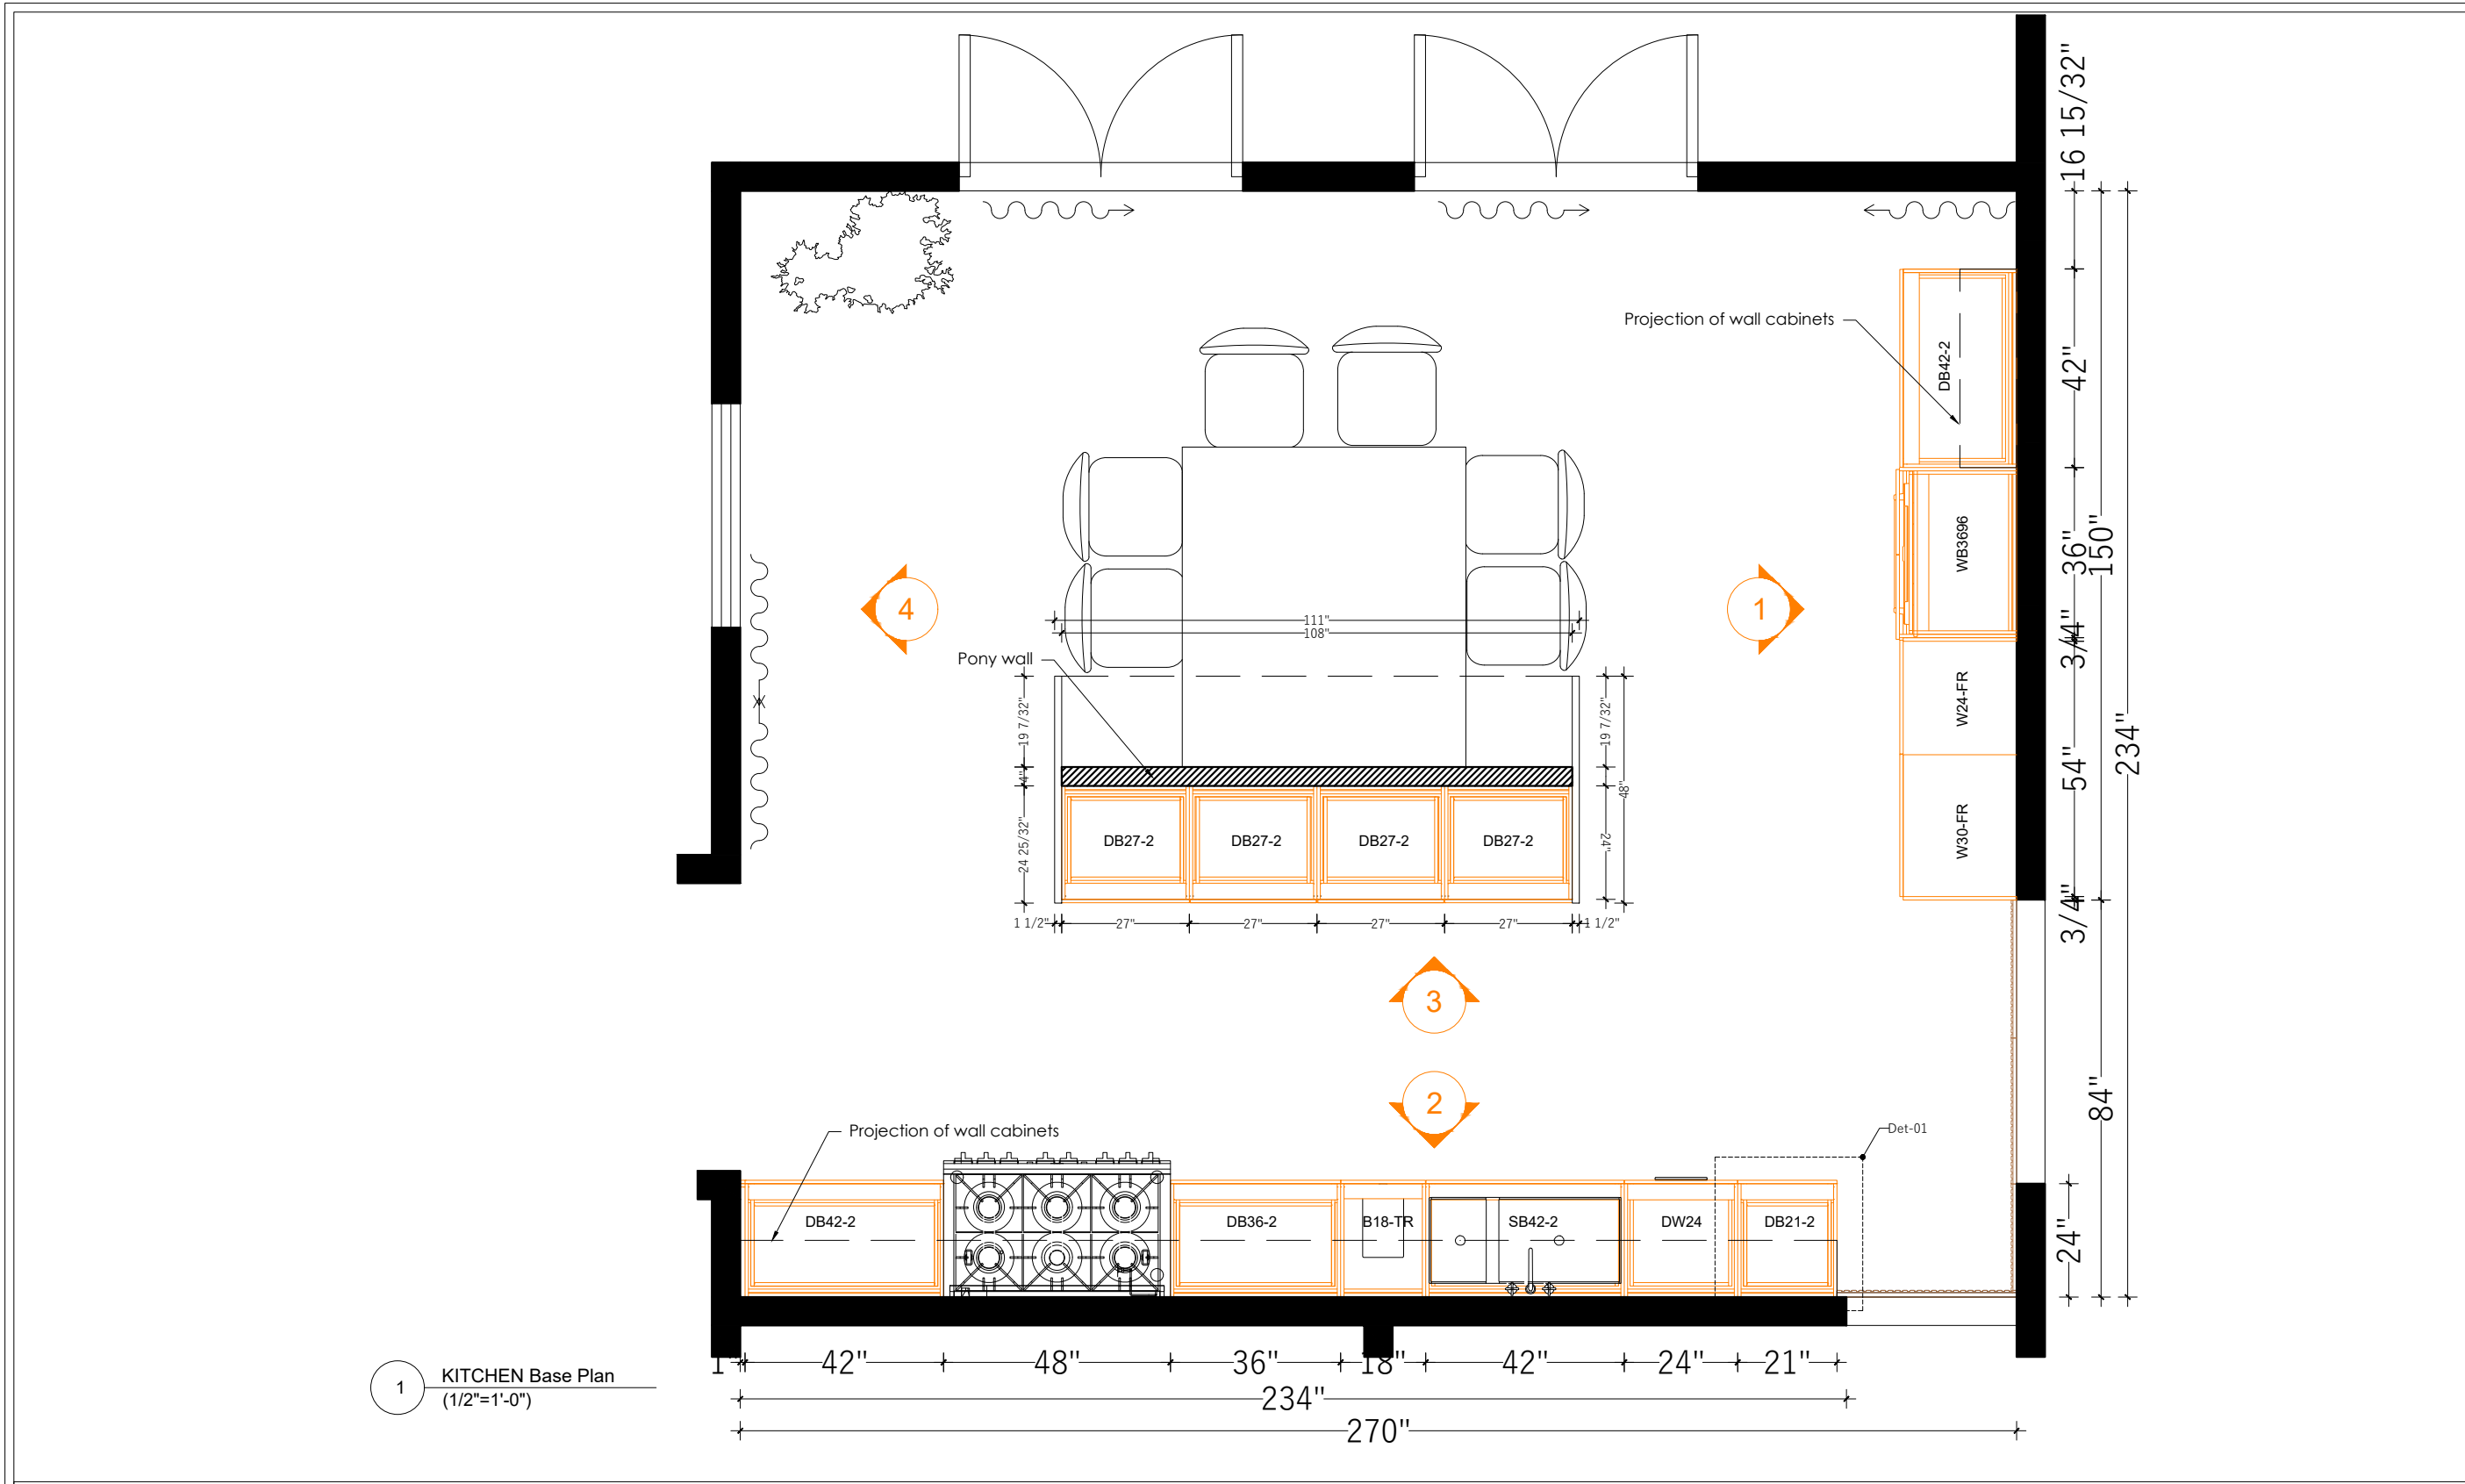 16 15/32"
Projection of wall cabinets
DB42-2
42"
WB3696
36"
150"
4
1
111"
108"
3/4"
Pony wall
W24-FR
19 7/32"
19 7/32"
234"
4"
48"
54"
DB27-2
DB27-2
DB27-2
DB27-2
24 25/32"
24"
W30-FR
3/4"
1 1/2"
27"
27"
27"
27"
1 1/2"
3
2
84"
Projection of wall cabinets
Det-01
DB42-2
DB36-2
B18-TR
SB42-2
DW24
DB21-2
24"
1"
42"
48"
36"
18"
42"
24"
21"
1
KITCHEN Base Plan
(1/2"=1'-0")
234"
270"